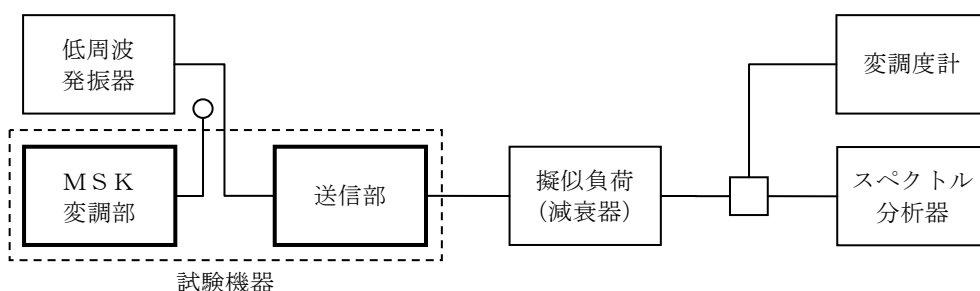 低周波
発振器
変調度計
ＭＳＫ
変調部
送信部
擬似負荷
（減衰器）
スペクトル
分析器
試験機器